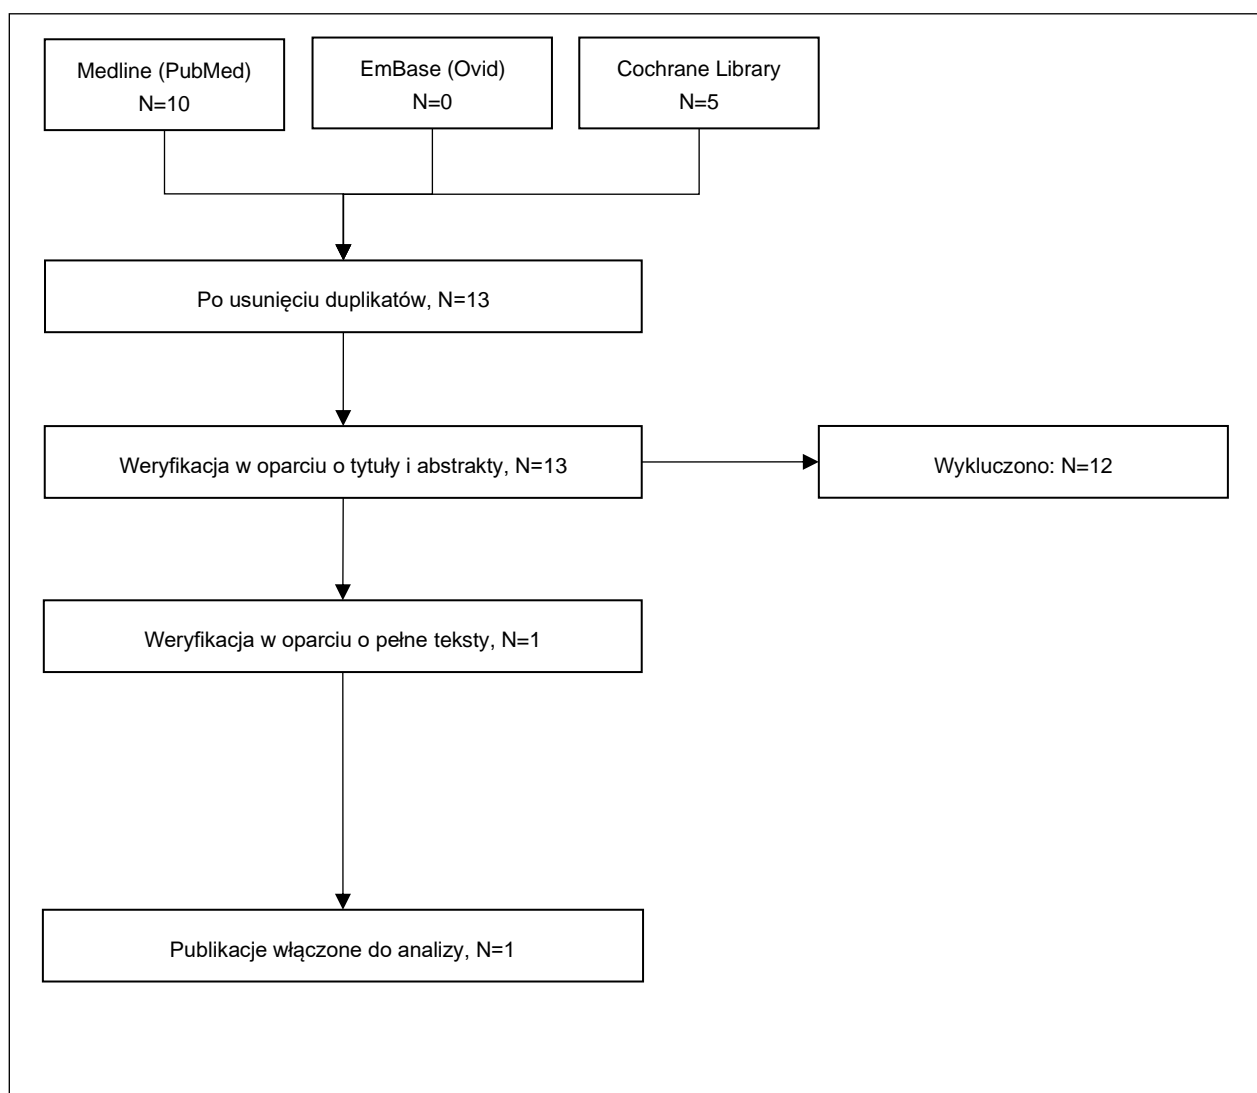 Medline (PubMed)
N=10
EmBase (Ovid)
N=0
Cochrane Library
N=5
Po usunięciu duplikatów, N=13
Weryfikacja w oparciu o tytuły i abstrakty, N=13
Wykluczono: N=12
Weryfikacja w oparciu o pełne teksty, N=1
Publikacje włączone do analizy, N=1